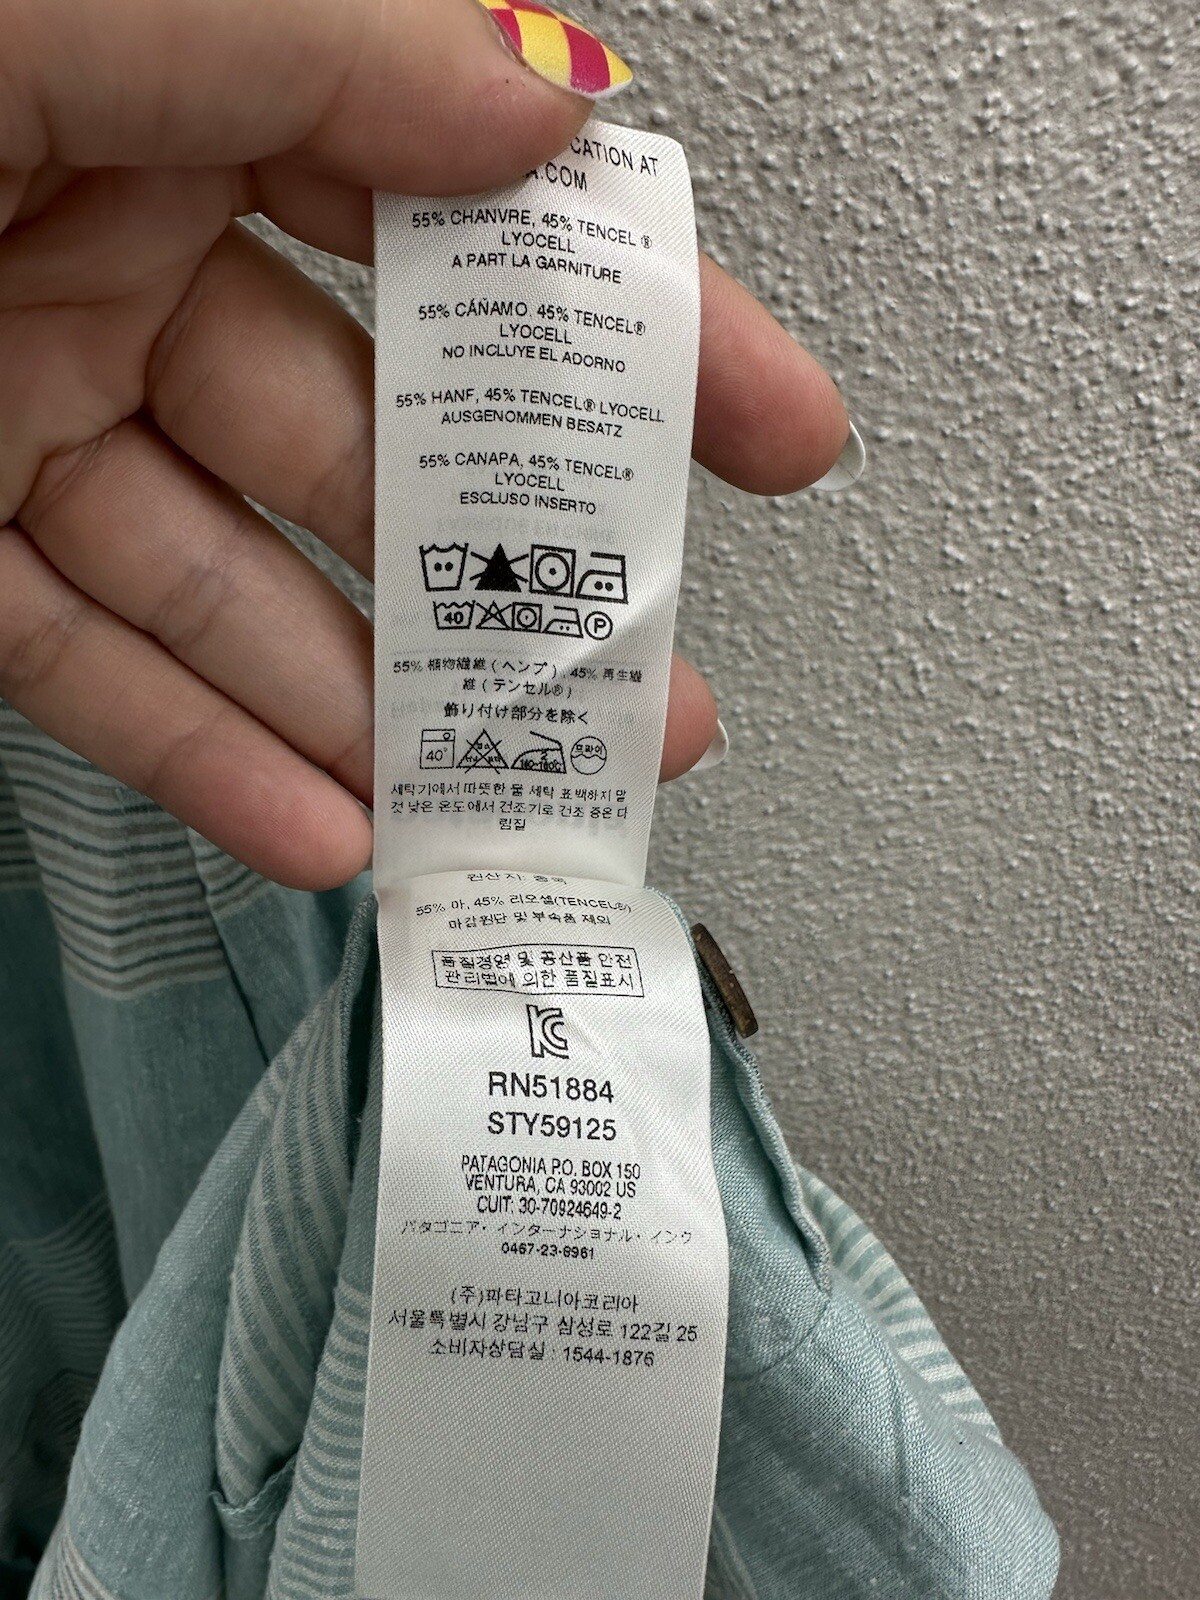 CATION AT
A.COM
55% CHANVRE, 45% TENCEL ®
LYOCELL
A PART LA GARNITURE
55% CÁÑAMO, 45% TENCEL®
LYOCELL
NO INCLUYE EL ADORNO
55% HANF, 45% TENCEL® LYOCELL
AUSGENOMMEN BESATZ
55% CANAPA, 45% TENCEL®
LYOCELL
ESCLUSO INSERTO
40 P
55% 植物繊維(ヘンプ), 45% 再生繊
維(テンセル®)
飾り付け部分を除く
40° 2 140~160℃ 드라이
세탁기에서 따뜻한 물 세탁 표백하지 말
것 낮은 온도에서 건조기로 건조 중온 다
림질
원산지: 중국
55% 마, 45% 리오셀(TENCEL®)
마감원단 및 부속품 제외
품질경영 및 공산품 안전
관리법에 의한 품질표시
RN51884
STY59125
PATAGONIA P.O. BOX 150
VENTURA, CA 93002 US
CUIT: 30-70924649-2
パタゴニア・インターナショナル・インク
0467-23-8961
(주)파타고니아코리아
서울특별시 강남구 삼성로 122길 25
소비자상담실 : 1544-1876